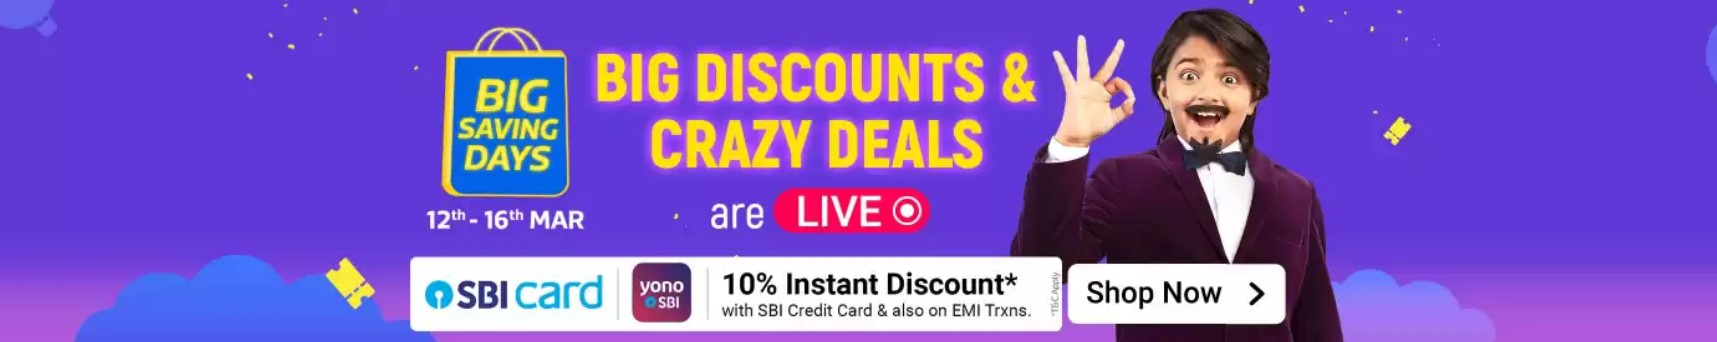 BIG
SAVING
DAYS
12th - 16th MAR
BIG DISCOUNTS &
CRAZY DEALS
are LIVE
SBI card
yono
SBI
10% Instant Discount*
with SBI Credit Card & also on EMI Trxns.
*T&C Apply
Shop Now